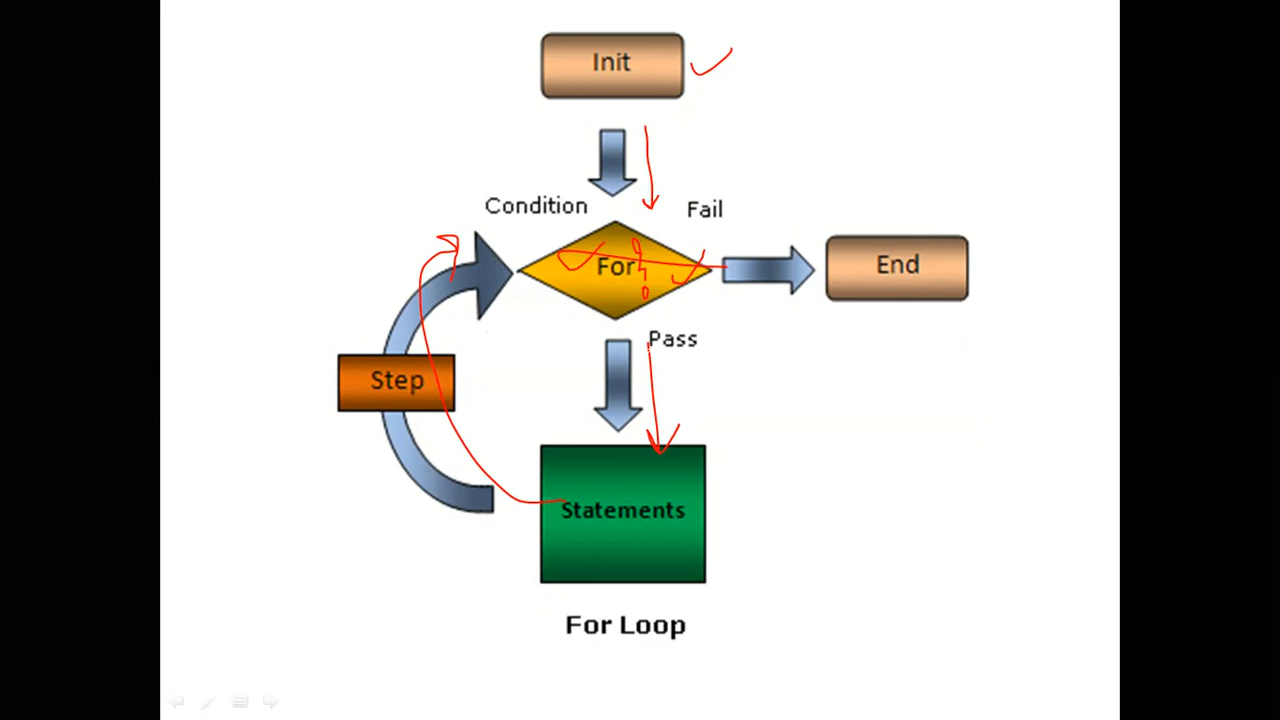 Init
Condition
Fail
For
End
Pass
Step
Statements
For Loop